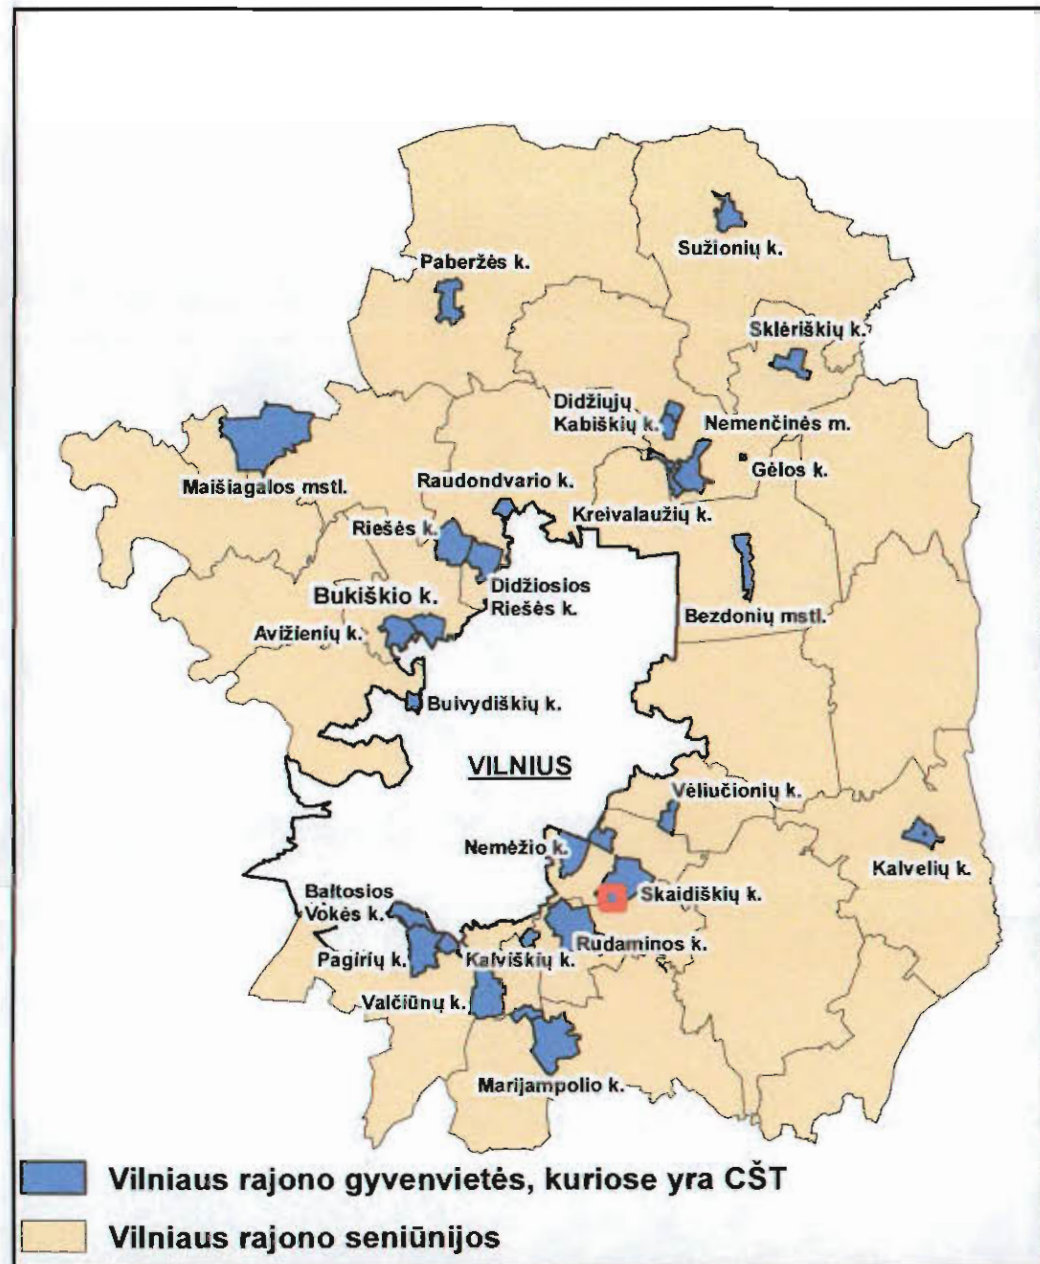 Sužionių k.
Paberžės k.
Sklėriškių k.
Didžiųjų
Kabiškių k.
Nemenčinės m.
Gėlos k.
Maišiagalos mstl.
Raudondvario k.
Kreivalaužių k.
Riešės k.
Didžiosios
Riešės k.
Bukiškio k.
Bezdonių mstl.
Avižienių k.
Buivydiškių k.
VILNIUS
Vėliučionių k.
Nemėžio k.
Kalvelių k.
Skaidiškių k.
Baltosios
Vokės k.
Rudaminos k.
Pagirių k.
Kalviškių k.
Valčiūnų k.
Marijampolio k.
Vilniaus rajono gyvenvietės, kuriose yra CŠT
Vilniaus rajono seniūnijos